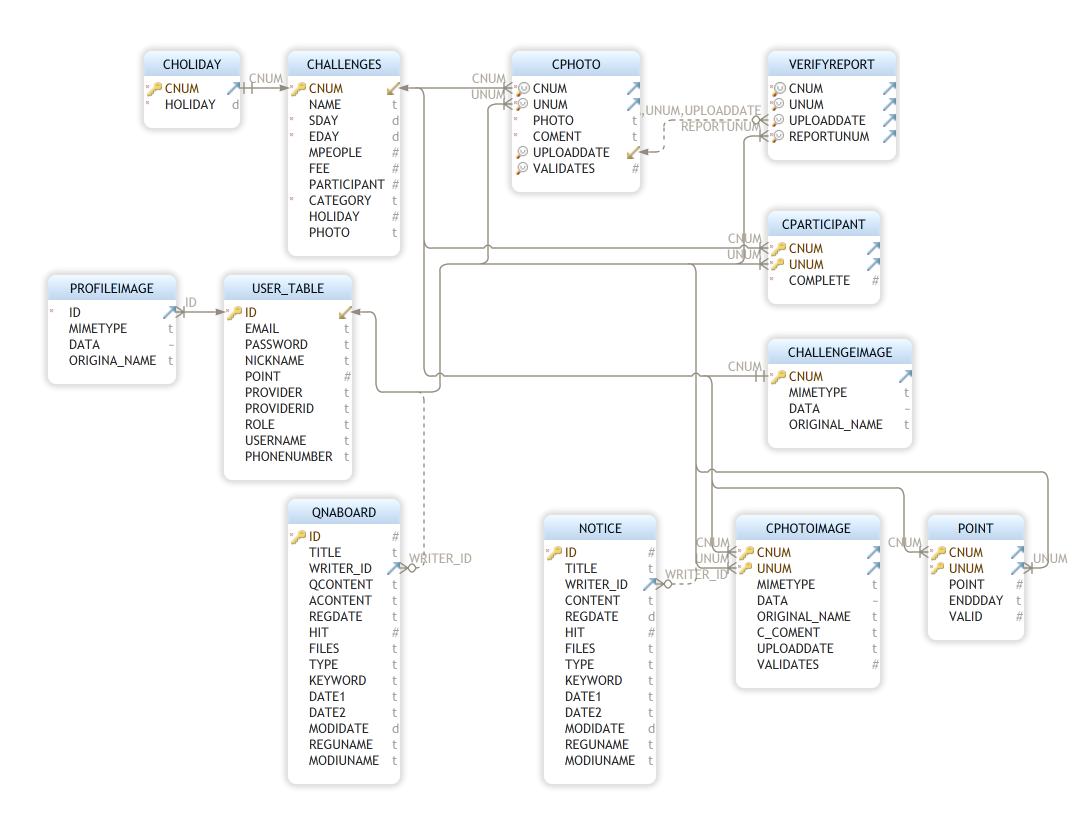 CHOLIDAY
CNUM
HOLIDAY d
CNUM
CHALLENGES
CNUM
NAME t
SDAY d
EDAY d
MPEOPLE #
FEE #
PARTICIPANT #
CATEGORY t
HOLIDAY #
PHOTO t
CNUM
UNUM
CPHOTO
CNUM
UNUM
PHOTO t
COMENT t
UPLOADDATE
VALIDATES #
,UNUM,UPLOADDATE
REPORTUNUM
VERIFYREPORT
CNUM
UNUM
UPLOADDATE
REPORTUNUM
CNUM
UNUM
CPARTICIPANT
CNUM
UNUM
COMPLETE #
PROFILEIMAGE
ID
MIMETYPE t
DATA ~
ORIGINA_NAME t
ID
USER_TABLE
ID
EMAIL t
PASSWORD t
NICKNAME t
POINT #
PROVIDER t
PROVIDERID t
ROLE t
USERNAME t
PHONENUMBER t
CNUM
CHALLENGEIMAGE
CNUM
MIMETYPE t
DATA ~
ORIGINAL_NAME t
QNABOARD
ID #
TITLE t
WRITER_ID
QCONTENT t
ACONTENT t
REGDATE t
HIT #
FILES t
TYPE t
KEYWORD t
DATE1 t
DATE2 t
MODIDATE d
REGUNAME t
MODIUNAME t
WRITER_ID
NOTICE
ID #
TITLE t
WRITER_ID
CONTENT t
REGDATE d
HIT #
FILES t
TYPE t
KEYWORD t
DATE1 t
DATE2 t
MODIDATE d
REGUNAME t
MODIUNAME t
CNUM
UNUM
WRITER_ID
CPHOTOIMAGE
CNUM
UNUM
MIMETYPE t
DATA ~
ORIGINAL_NAME t
C_COMENT t
UPLOADDATE t
VALIDATES #
CNUM
POINT
CNUM
UNUM
POINT #
ENDDDAY t
VALID #
UNUM